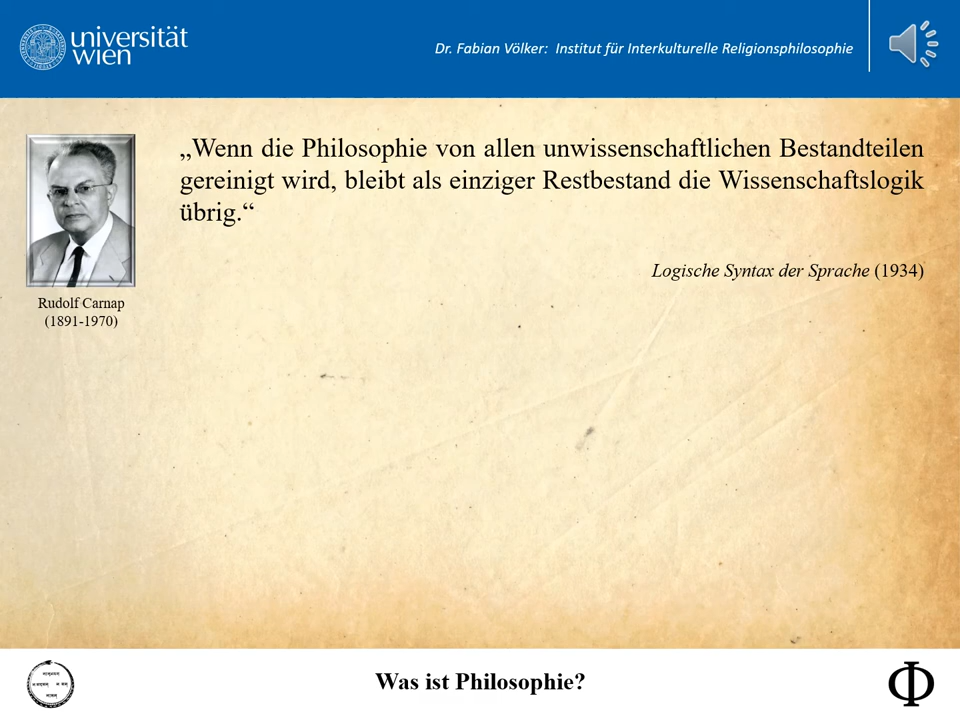 universität
wien
Dr. Fabian Völker: Institut für Interkulturelle Religionsphilosophie
„Wenn die Philosophie von allen unwissenschaftlichen Bestandteilen
gereinigt wird, bleibt als einziger Restbestand die Wissenschaftslogik
übrig.“
Logische Syntax der Sprache (1934)
Rudolf Carnap
(1891-1970)
Was ist Philosophie?
Φ